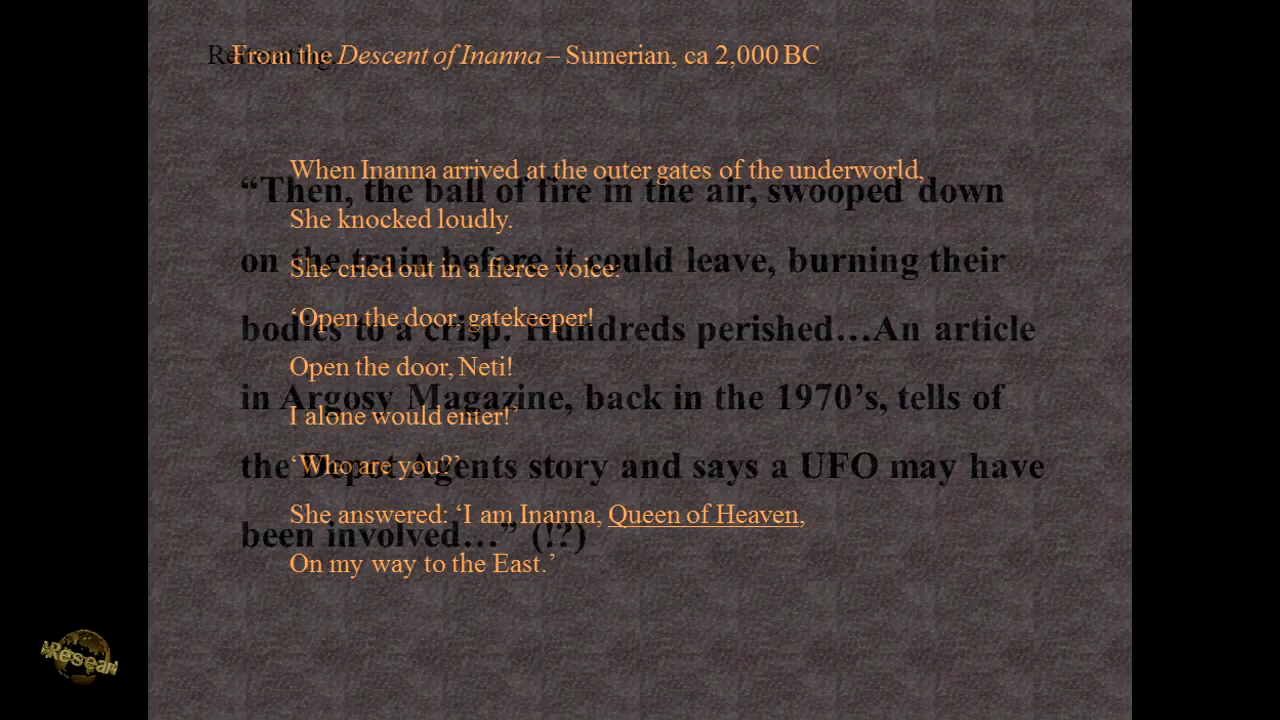 From the Descent of Inanna – Sumerian, ca 2,000 BC
When Inanna arrived at the outer gates of the underworld,
She knocked loudly.
She cried out in a fierce voice:
‘Open the door, gatekeeper!
Open the door, Neti!
I alone would enter!’
‘Who are you?’
She answered: ‘I am Inanna, Queen of Heaven,
On my way to the East.’
“Then, the ball of fire in the air, swooped down
on the train before it could leave, burning their
bodies to a crisp. Hundreds perished…An article
in Argosy Magazine, back in the 1970’s, tells of
the Depot Agents story and says a UFO may have
been involved…” (!?)